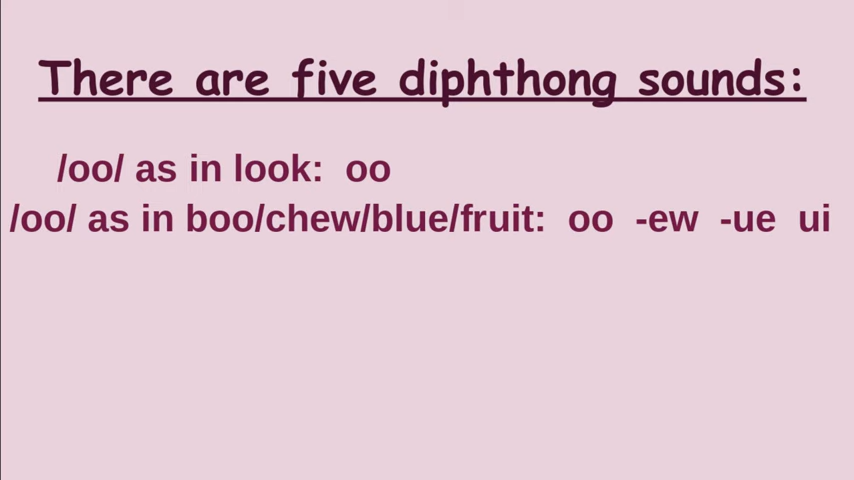 There are five diphthong sounds:
/oo/ as in look: oo
/oo/ as in boo/chew/blue/fruit: oo -ew -ue ui